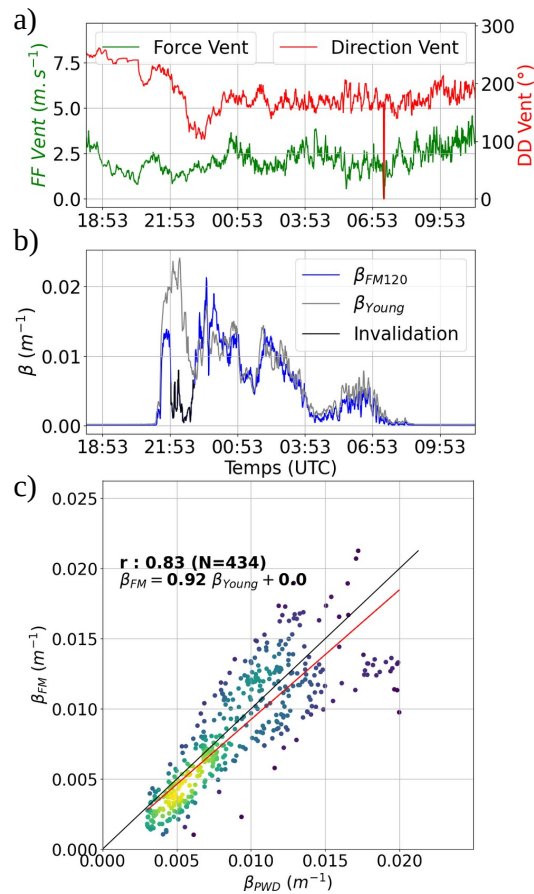 a)
Force Vent
Direction Vent
300
7.5
200
5.0
100
2.5
0.0
0
FF Vent (m. s⁻¹)
DD Vent (°)
18:53 21:53 00:53 03:53 06:53 09:53
b)
β_FM120
β_Young
Invalidation
0.02
0.01
0.00
β (m⁻¹)
18:53 21:53 00:53 03:53 06:53 09:53
Temps (UTC)
c)
0.025
r : 0.83 (N=434)
β_FM = 0.92 β_Young + 0.0
0.020
0.015
0.010
0.005
0.000
β_FM (m⁻¹)
0.000 0.005 0.010 0.015 0.020
β_PWD (m⁻¹)